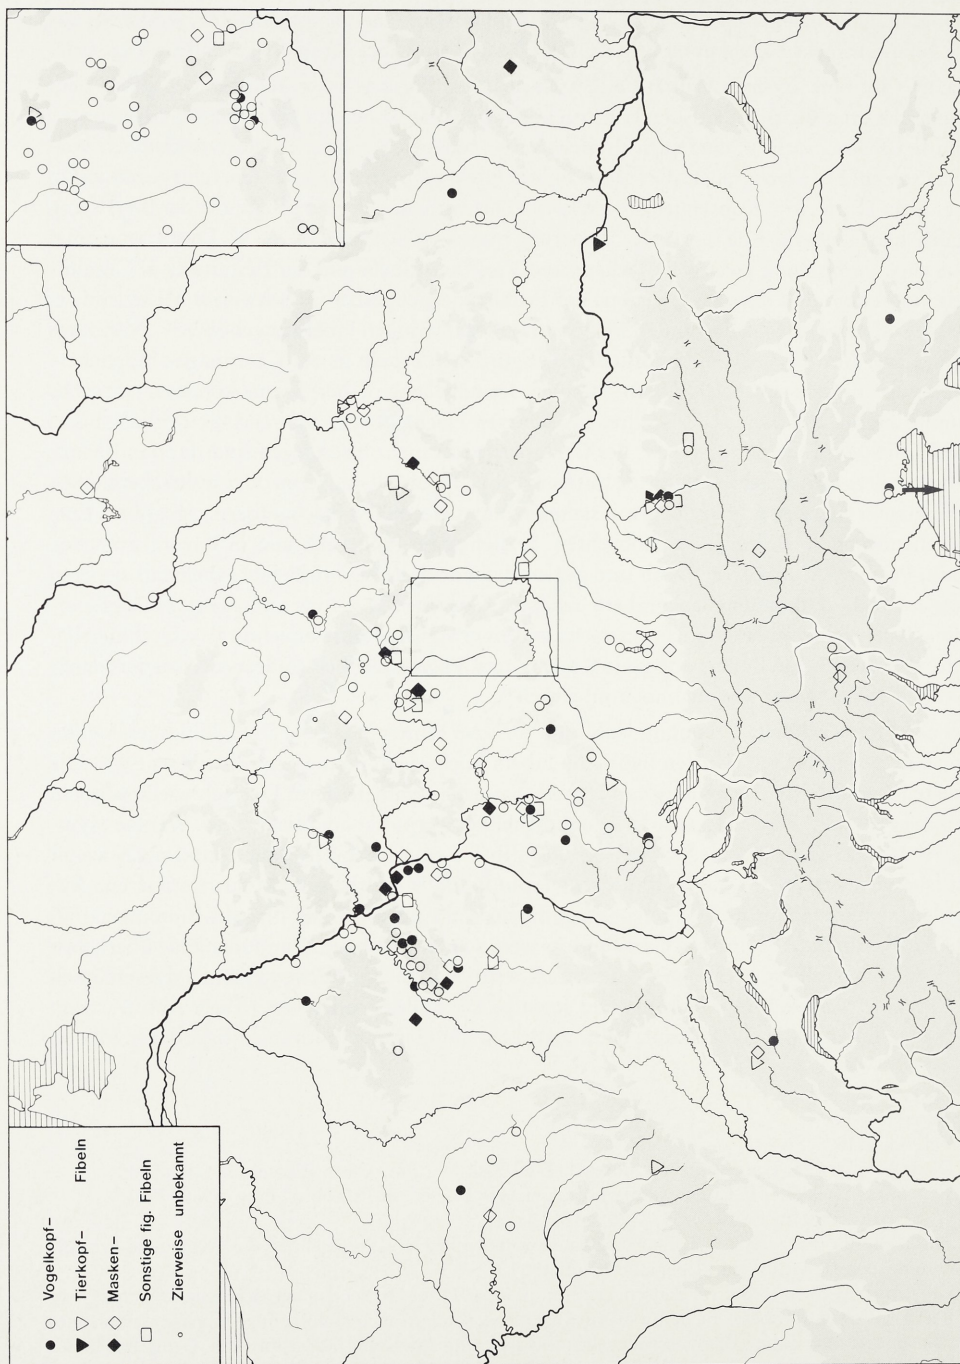 Vogelkopf-
Tierkopf- Fibeln
Masken-
Sonstige fig. Fibeln
Zierweise unbekannt